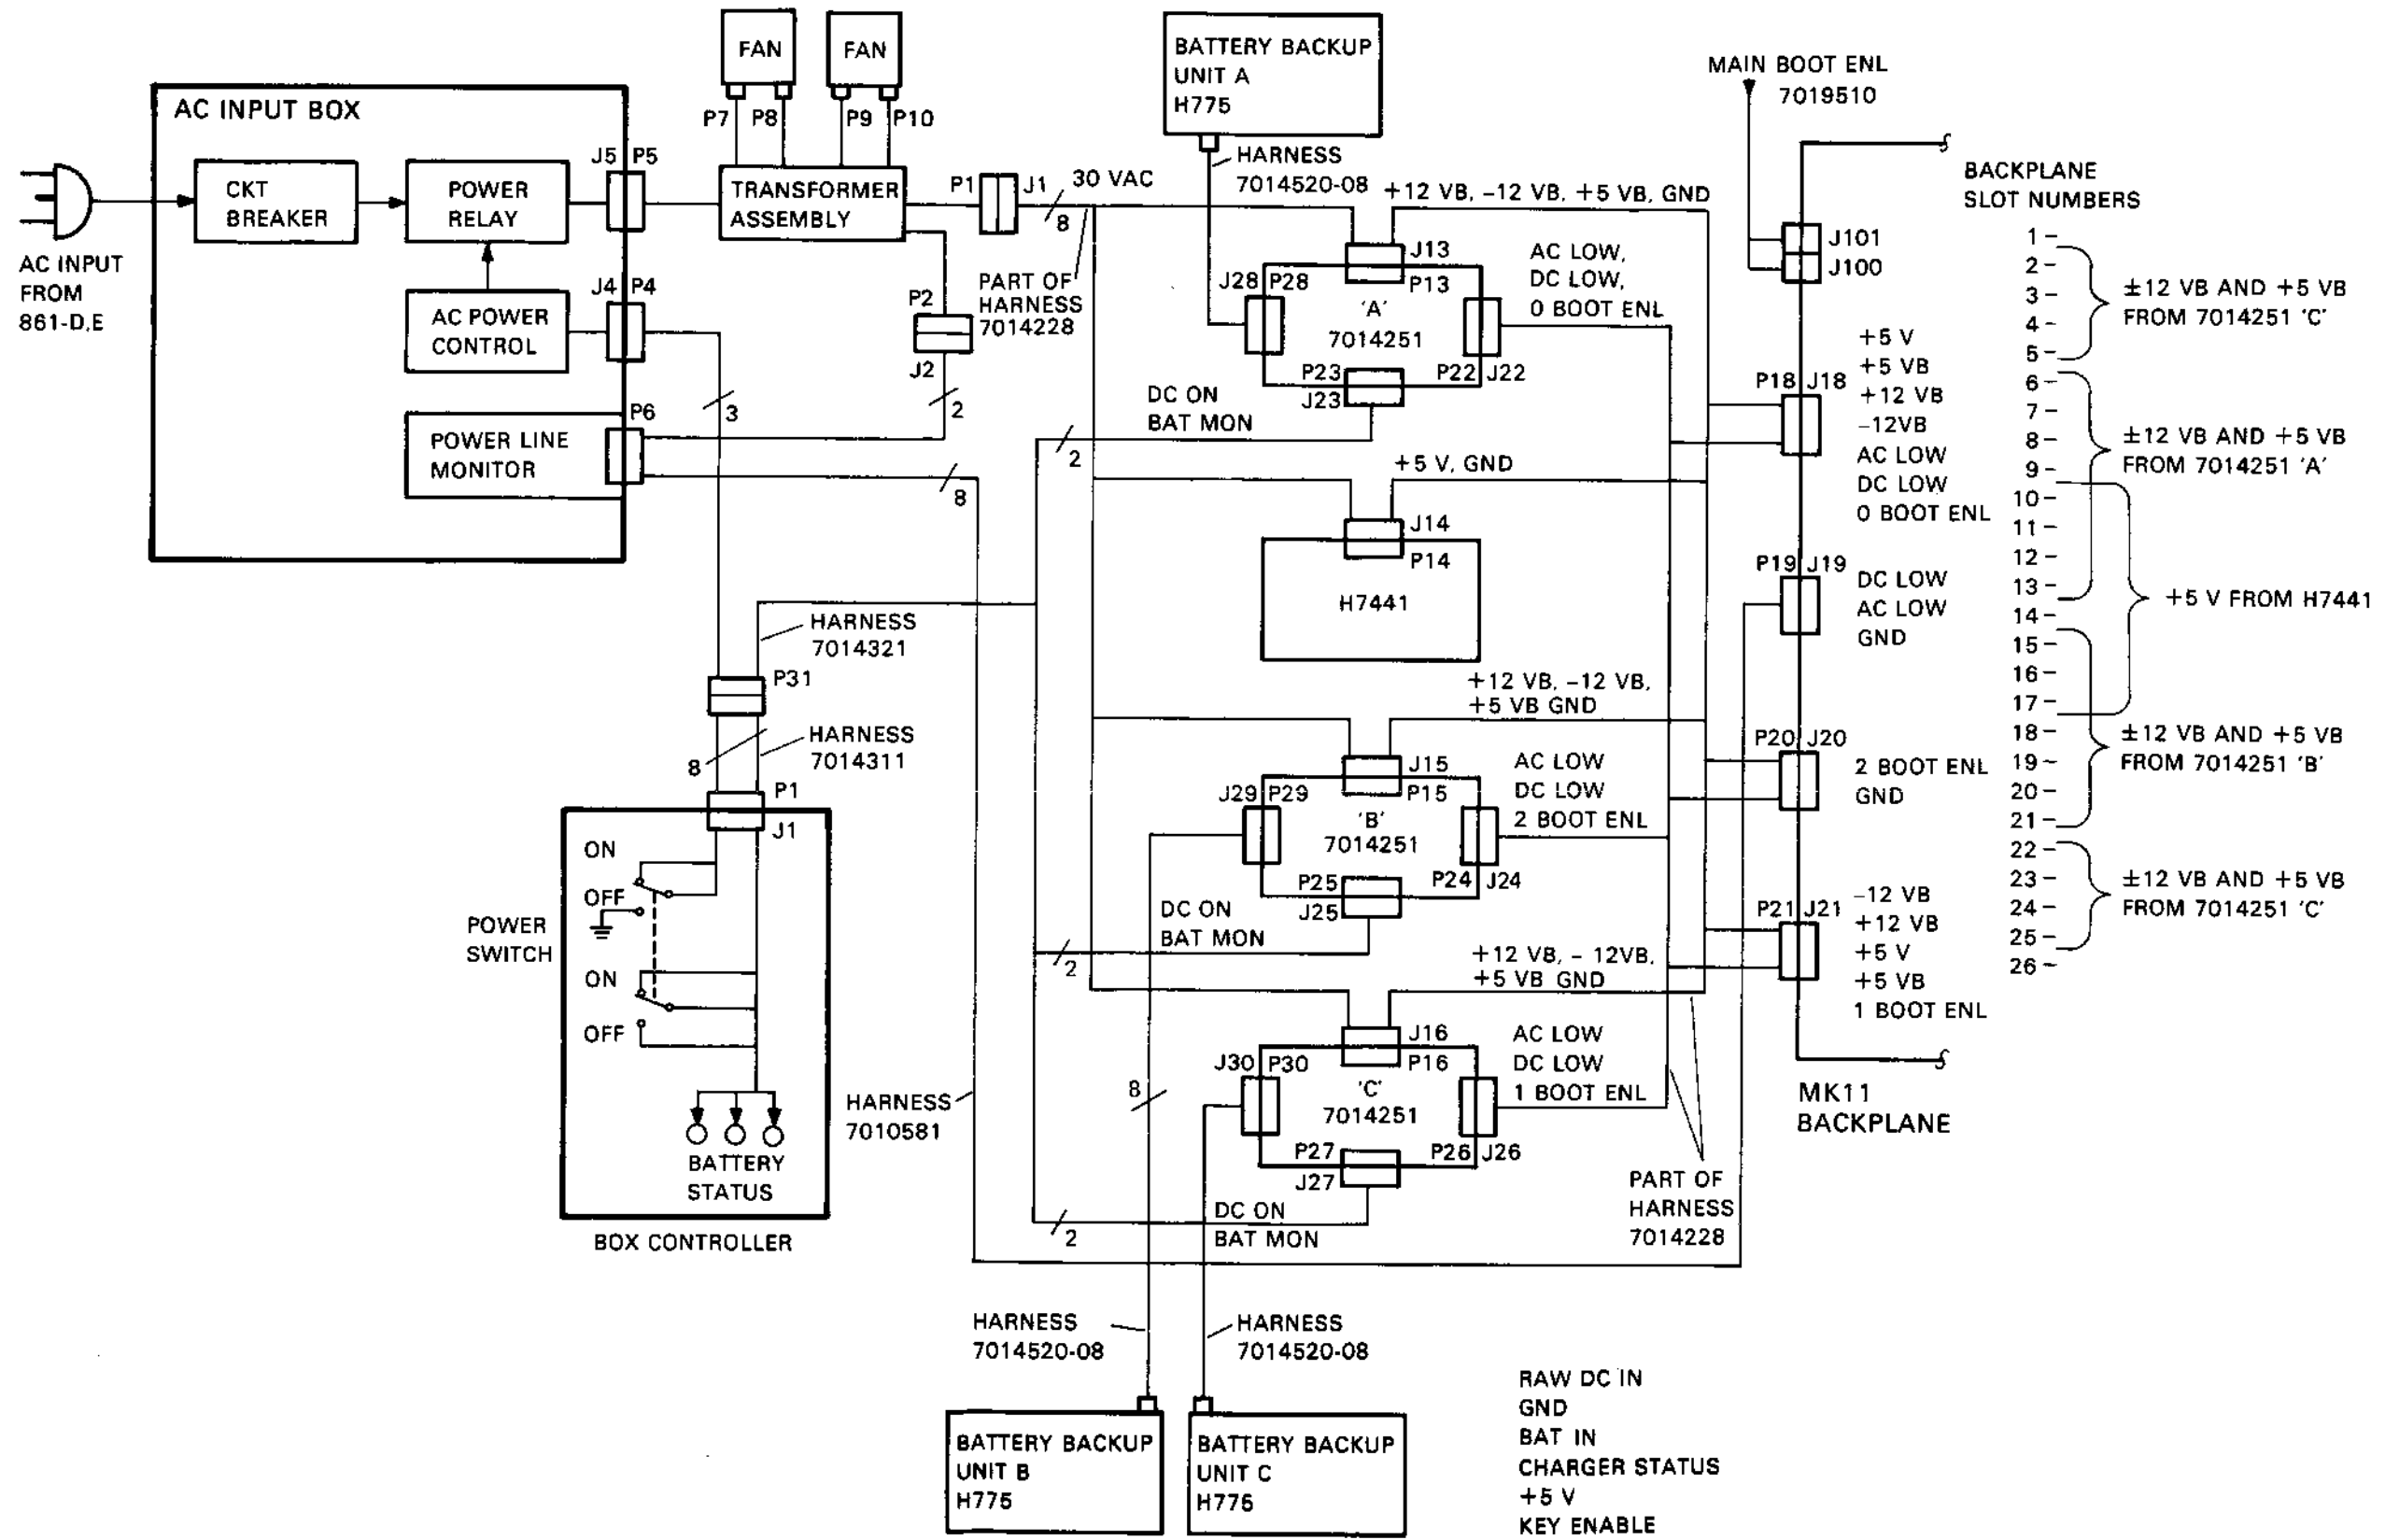 FAN
FAN
P7
P8
P9
P10
AC INPUT BOX
CKT
BREAKER
POWER
RELAY
J5
P5
TRANSFORMER
ASSEMBLY
P1
J1
30 VAC
8
AC INPUT
FROM
861-D,E
AC POWER
CONTROL
J4
P4
3
P2
J2
2
PART OF
HARNESS
7014228
POWER LINE
MONITOR
P6
8
BATTERY BACKUP
UNIT A
H775
HARNESS
7014520-08
+12 VB, -12 VB, +5 VB, GND
J28
P28
J13
P13
'A'
7014251
P23
J23
P22
J22
AC LOW,
DC LOW,
0 BOOT ENL
DC ON
BAT MON
2
+5 V, GND
J14
P14
H7441
HARNESS
7014321
P31
8
HARNESS
7014311
P1
J1
ON
OFF
POWER
SWITCH
ON
OFF
BATTERY
STATUS
BOX CONTROLLER
HARNESS
7010581
+12 VB, -12 VB,
+5 VB GND
J29
P29
J15
P15
'B'
7014251
P25
J25
P24
J24
AC LOW
DC LOW
2 BOOT ENL
DC ON
BAT MON
2
+12 VB, - 12VB,
+5 VB GND
J30
P30
J16
P16
'C'
7014251
P27
J27
P26
J26
AC LOW
DC LOW
1 BOOT ENL
8
DC ON
BAT MON
2
PART OF
HARNESS
7014228
HARNESS
7014520-08
HARNESS
7014520-08
BATTERY BACKUP
UNIT B
H775
BATTERY BACKUP
UNIT C
H775
RAW DC IN
GND
BAT IN
CHARGER STATUS
+5 V
KEY ENABLE
MAIN BOOT ENL
7019510
J101
J100
P18
J18
+5 V
+5 VB
+12 VB
-12VB
AC LOW
DC LOW
0 BOOT ENL
P19
J19
DC LOW
AC LOW
GND
P20
J20
2 BOOT ENL
GND
P21
J21
-12 VB
+12 VB
+5 V
+5 VB
1 BOOT ENL
MK11
BACKPLANE
BACKPLANE
SLOT NUMBERS
1-
2-
3-
4-
5-
6-
7-
8-
9-
10-
11-
12-
13-
14-
15-
16-
17-
18-
19-
20-
21-
22-
23-
24-
25-
26-
±12 VB AND +5 VB
FROM 7014251 'C'
±12 VB AND +5 VB
FROM 7014251 'A'
+5 V FROM H7441
±12 VB AND +5 VB
FROM 7014251 'B'
±12 VB AND +5 VB
FROM 7014251 'C'